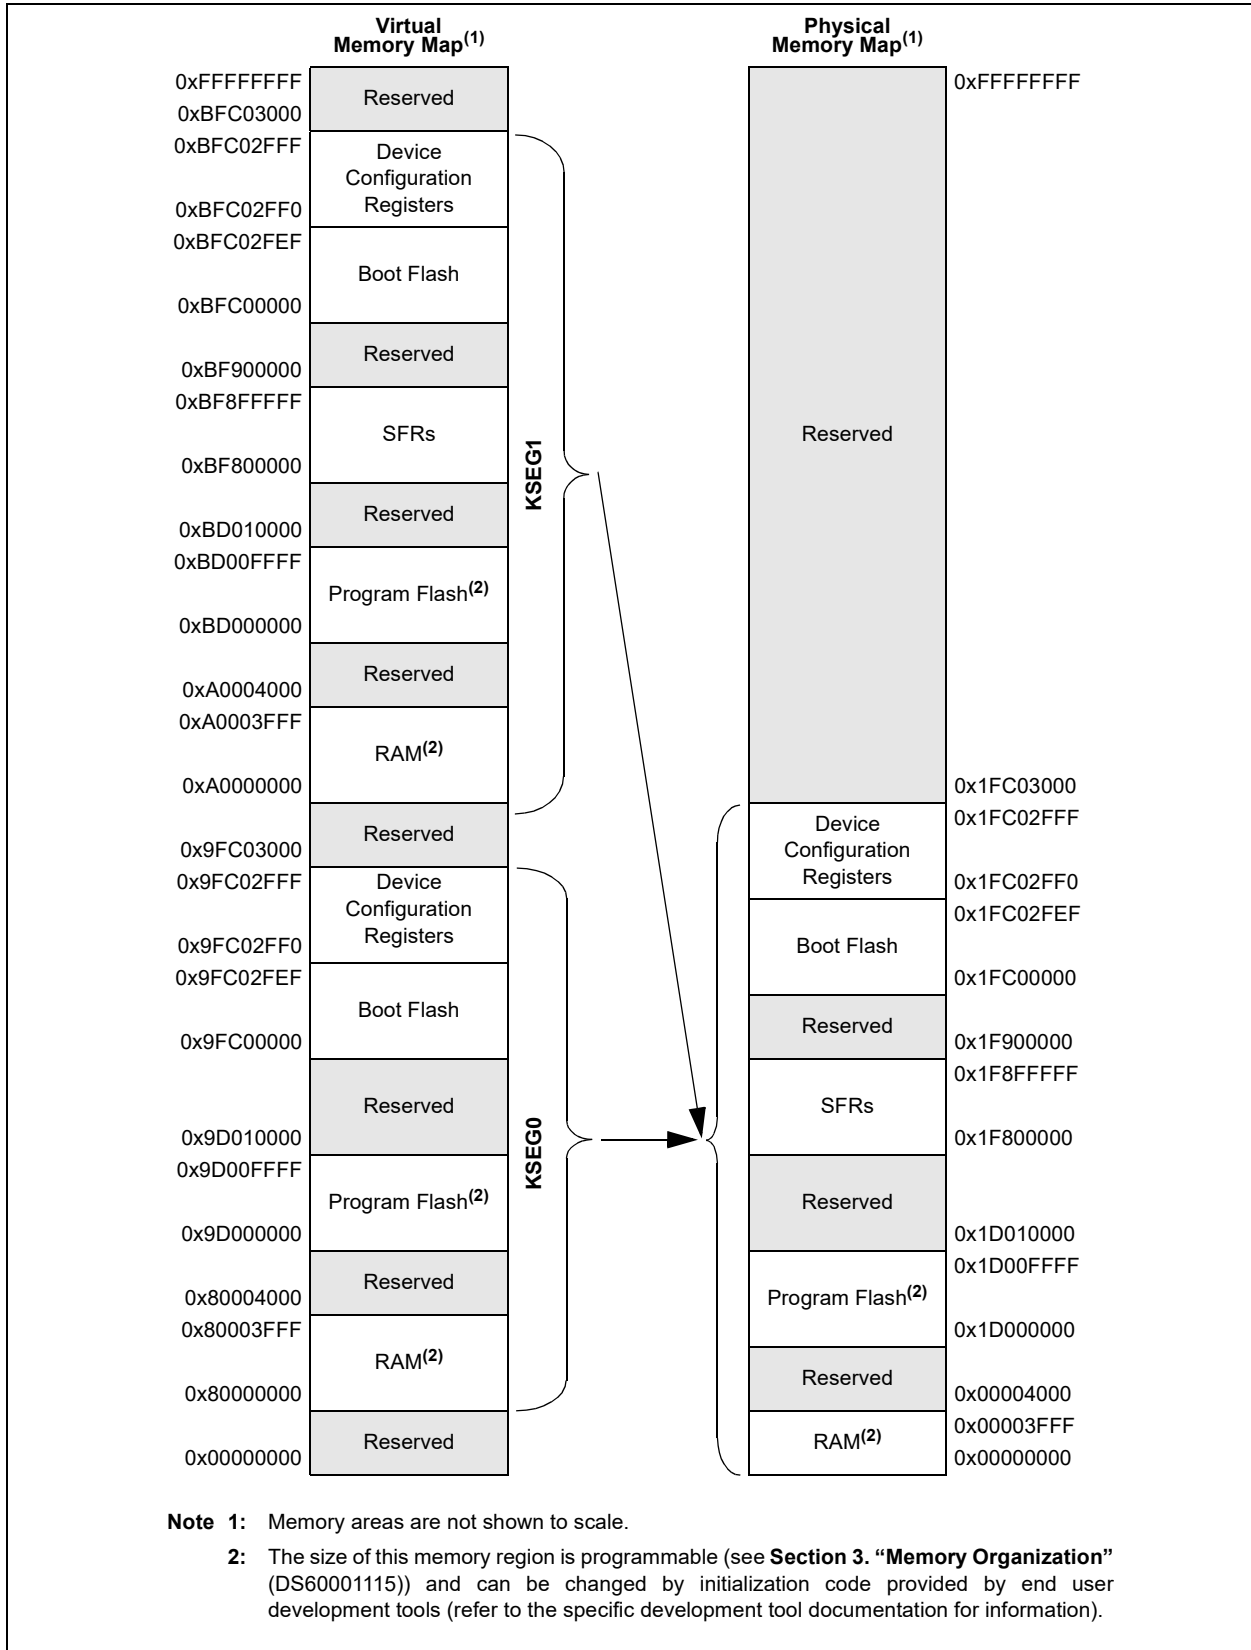 Virtual
Memory Map(1)
0xFFFFFFFF
Reserved
0xBFC03000
0xBFC02FFF
Device
Configuration
Registers
0xBFC02FF0
0xBFC02FEF
Boot Flash
0xBFC00000
Reserved
0xBF900000
0xBF8FFFFF
SFRs
0xBF800000
Reserved
0xBD010000
0xBD00FFFF
Program Flash(2)
0xBD000000
Reserved
0xA0004000
0xA0003FFF
RAM(2)
0xA0000000
Reserved
0x9FC03000
0x9FC02FFF
Device
Configuration
Registers
0x9FC02FF0
0x9FC02FEF
Boot Flash
0x9FC00000
Reserved
0x9D010000
0x9D00FFFF
Program Flash(2)
0x9D000000
Reserved
0x80004000
0x80003FFF
RAM(2)
0x80000000
Reserved
0x00000000
KSEG1
KSEG0
Physical
Memory Map(1)
0xFFFFFFFF
Reserved
0x1FC03000
0x1FC02FFF
Device
Configuration
Registers
0x1FC02FF0
0x1FC02FEF
Boot Flash
0x1FC00000
Reserved
0x1F900000
0x1F8FFFFF
SFRs
0x1F800000
Reserved
0x1D010000
0x1D00FFFF
Program Flash(2)
0x1D000000
Reserved
0x00004000
0x00003FFF
RAM(2)
0x00000000
Note 1: Memory areas are not shown to scale.
2: The size of this memory region is programmable (see Section 3. “Memory Organization”
(DS60001115)) and can be changed by initialization code provided by end user
development tools (refer to the specific development tool documentation for information).